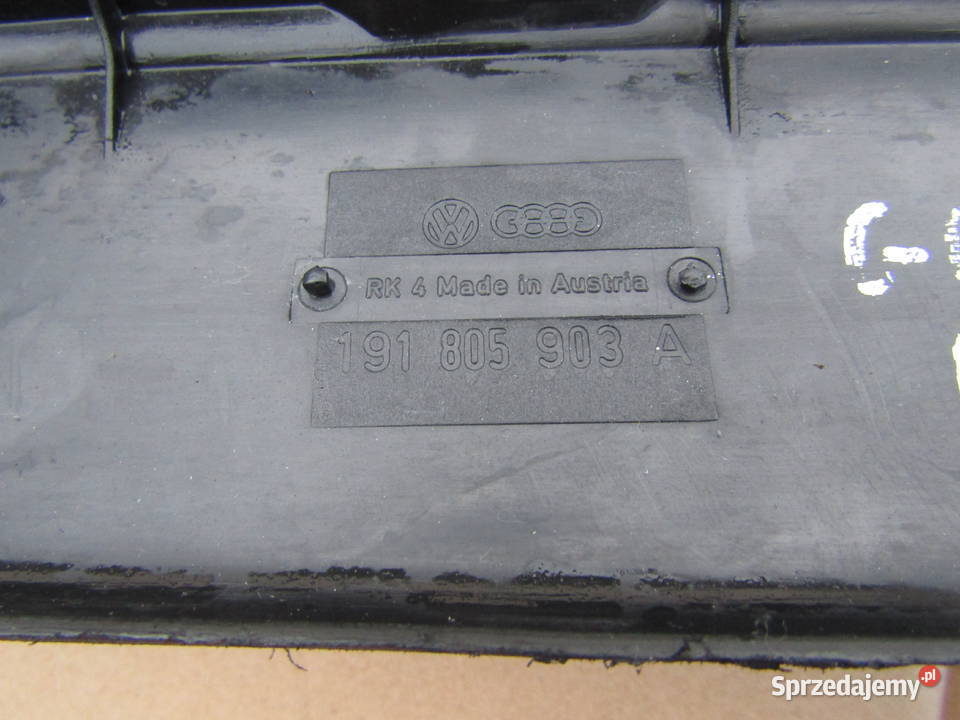 RK 4 Made in Austria
191 805 903 A
Sprzedajemy.pl